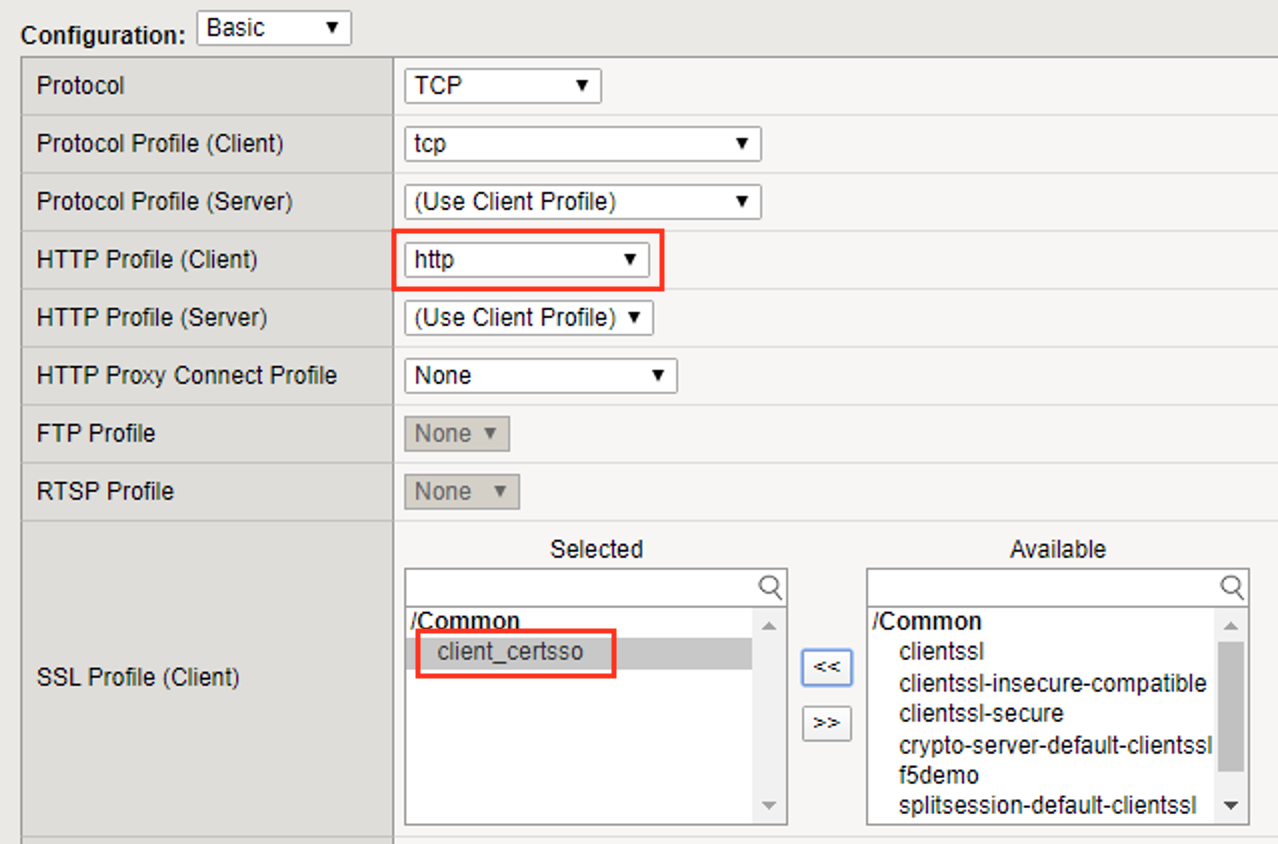 Configuration: Basic
Protocol TCP
Protocol Profile (Client) tcp
Protocol Profile (Server) (Use Client Profile)
HTTP Profile (Client) http
HTTP Profile (Server) (Use Client Profile)
HTTP Proxy Connect Profile None
FTP Profile None
RTSP Profile None
SSL Profile (Client)
Selected
/Common
client_certsso
<<
>>
Available
/Common
clientssl
clientssl-insecure-compatible
clientssl-secure
crypto-server-default-clientssl
f5demo
splitsession-default-clientssl